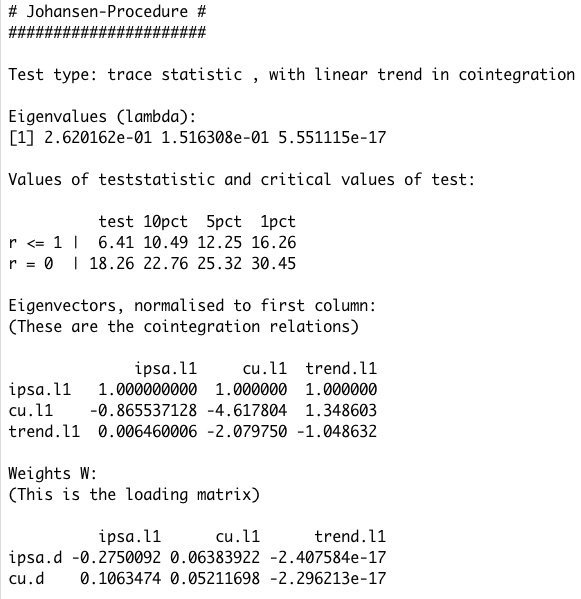 # Johansen-Procedure #
######################
Test type: trace statistic , with linear trend in cointegration
Eigenvalues (lambda):
[1] 2.620162e-01 1.516308e-01 5.551115e-17
Values of teststatistic and critical values of test:
test 10pct 5pct 1pct
r <= 1 | 6.41 10.49 12.25 16.26
r = 0 | 18.26 22.76 25.32 30.45
Eigenvectors, normalised to first column:
(These are the cointegration relations)
ipsa.l1 cu.l1 trend.l1
ipsa.l1 1.000000000 1.000000 1.000000
cu.l1 -0.865537128 -4.617804 1.348603
trend.l1 0.006460006 -2.079750 -1.048632
Weights W:
(This is the loading matrix)
ipsa.l1 cu.l1 trend.l1
ipsa.d -0.2750092 0.06383922 -2.407584e-17
cu.d 0.1063474 0.05211698 -2.296213e-17